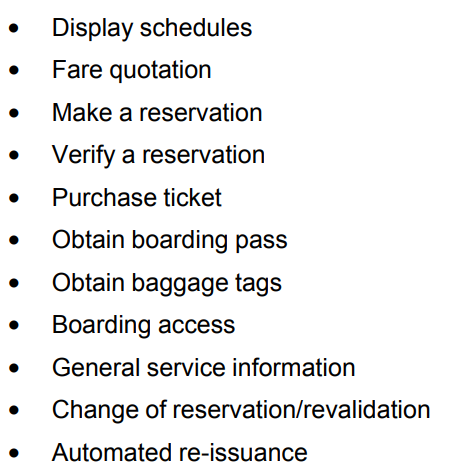 • Display schedules
• Fare quotation
• Make a reservation
• Verify a reservation
• Purchase ticket
• Obtain boarding pass
• Obtain baggage tags
• Boarding access
• General service information
• Change of reservation/revalidation
• Automated re-issuance